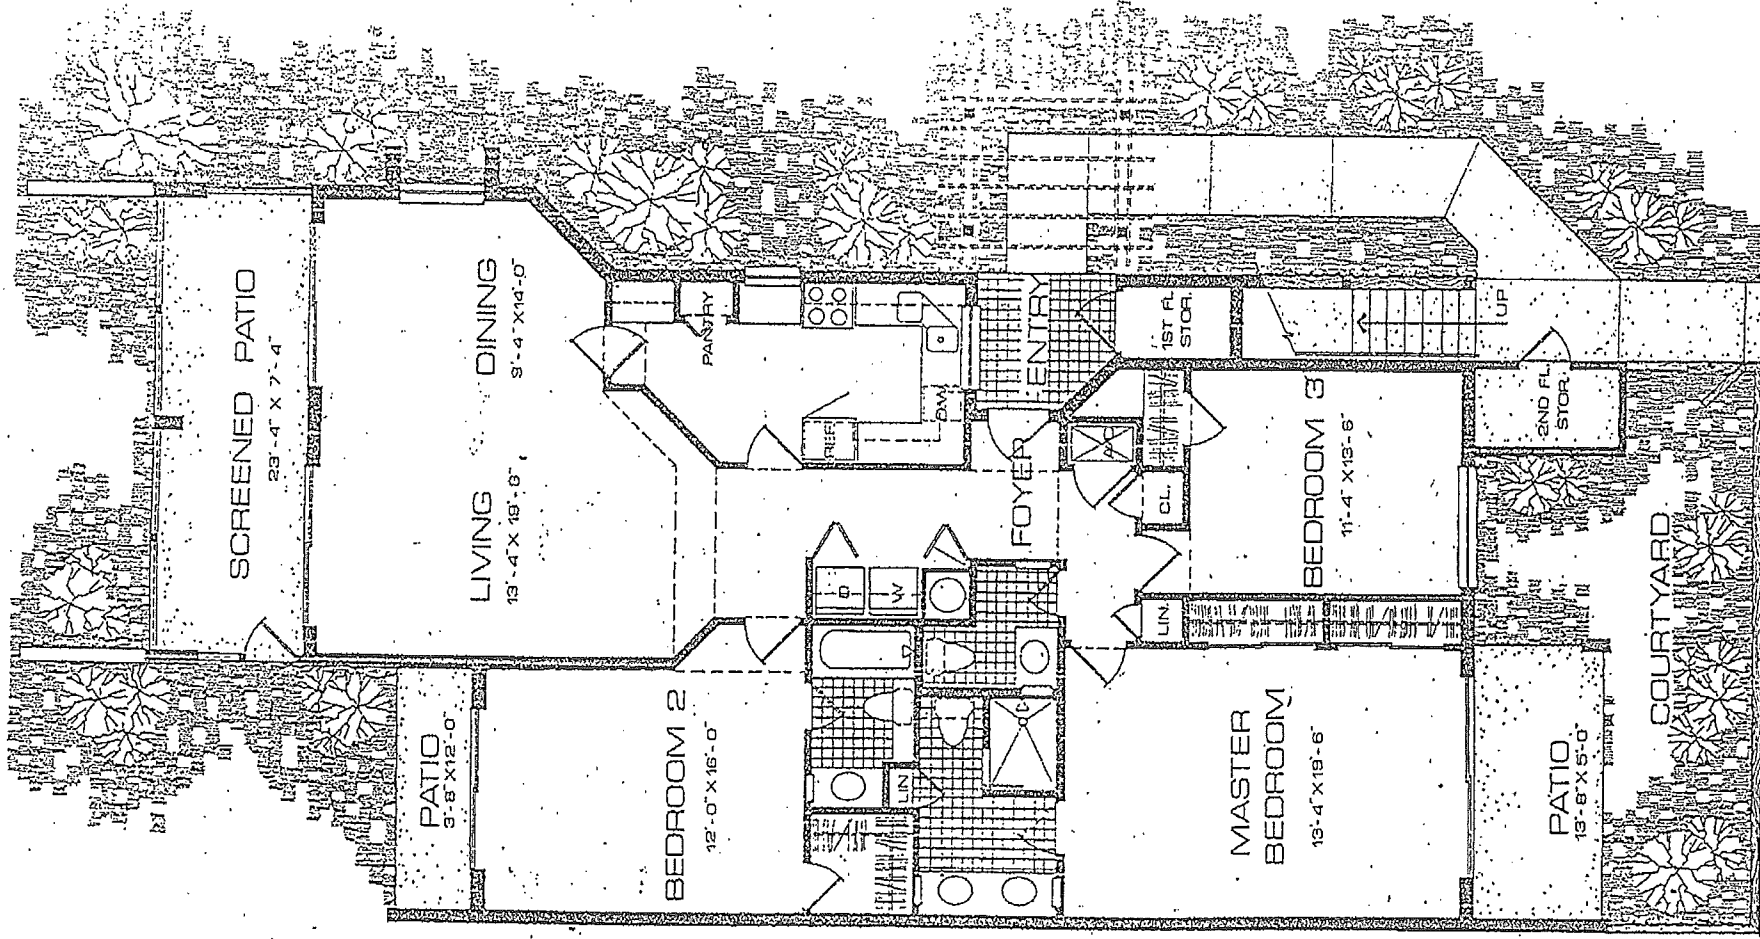 SCREENED PATIO
23'-4" X 7'-4"
LIVING
13'-4" X 19'-8"
DINING
9'-4" X 14'-0"
PATIO
3'-8" X 12'-0"
BEDROOM 2
12'-0" X 16'-0"
PANTRY
REF.
D.W.
D
W
LIN.
ENTRY
FOYER
A/C
CL.
LIN.
1ST FL.
STOR.
UP
2ND FL.
STOR.
BEDROOM 3
11'-4" X 13'-6"
MASTER
BEDROOM
13'-4" X 19'-6"
PATIO
13'-8" X 5'-0"
COURTYARD